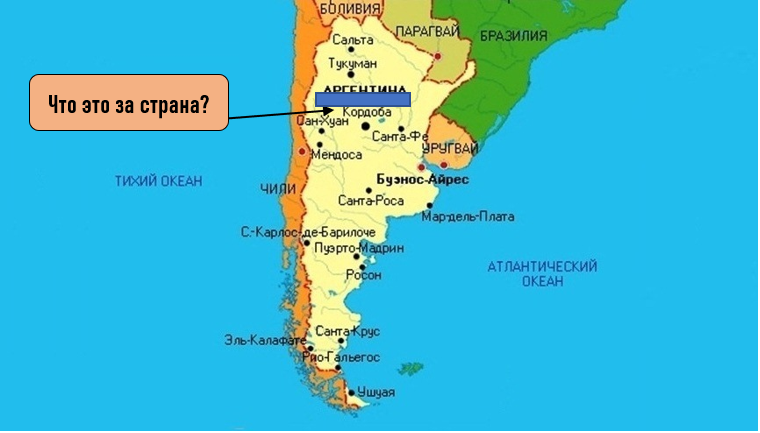 БОЛИВИЯ
ПАРАГВАЙ
БРАЗИЛИЯ
Сальта
Тукуман
АРГЕНТИНА
Что это за страна?
Кордоба
Сан-Хуан
Санта-Фе
УРУГВАЙ
Мендоса
ТИХИЙ ОКЕАН
ЧИЛИ
Буэнос-Айрес
Санта-Роса
Мар-дель-Плата
С.-Карлос-де-Барилоче
Пуэрто-Мадрин
АТЛАНТИЧЕСКИЙ
ОКЕАН
Росон
Санта-Крус
Эль-Калафате
Рио-Гальегос
Ушуая